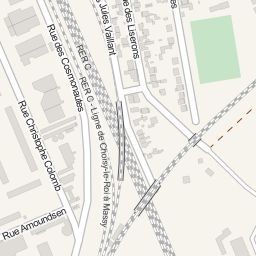 Jules Vaillant
e des Liserons
Rue des Cosmonautes
RER C
RER C - Ligne de Choisy-le-Roi à Massy
Rue Christophe Colomb
Rue Amoundsen